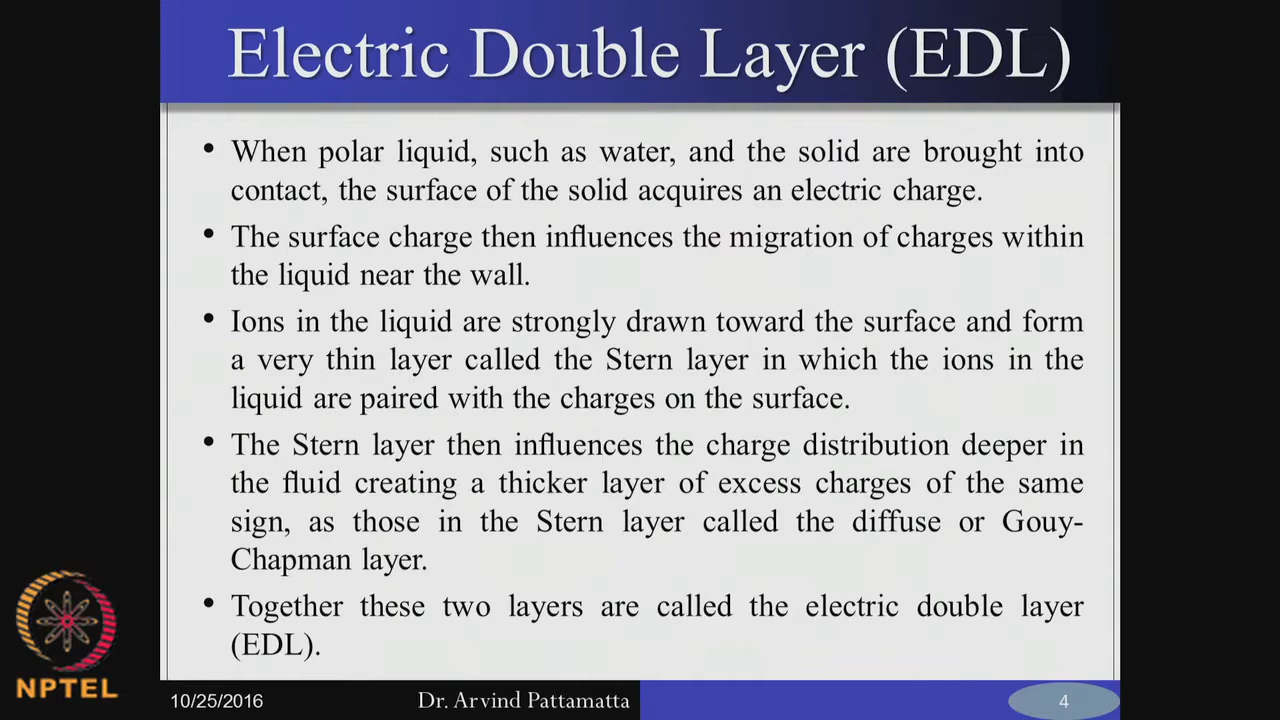 Electric Double Layer (EDL)
• When polar liquid, such as water, and the solid are brought into
contact, the surface of the solid acquires an electric charge.
• The surface charge then influences the migration of charges within
the liquid near the wall.
• Ions in the liquid are strongly drawn toward the surface and form
a very thin layer called the Stern layer in which the ions in the
liquid are paired with the charges on the surface.
• The Stern layer then influences the charge distribution deeper in
the fluid creating a thicker layer of excess charges of the same
sign, as those in the Stern layer called the diffuse or Gouy-
Chapman layer.
• Together these two layers are called the electric double layer
(EDL).
NPTEL
10/25/2016
Dr. Arvind Pattamatta
4